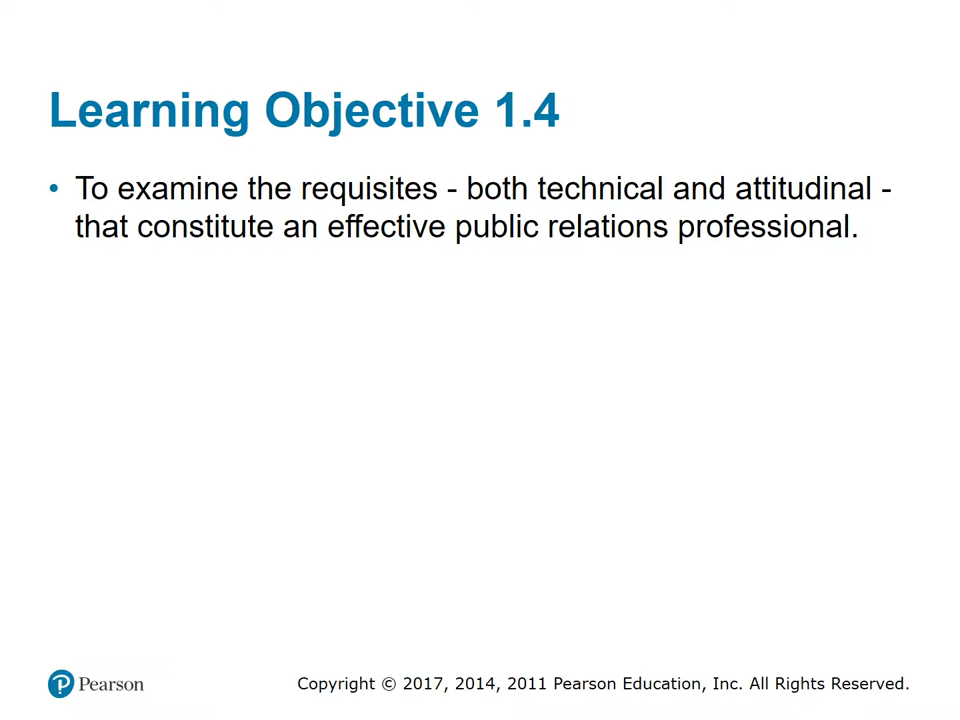 Learning Objective 1.4
• To examine the requisites - both technical and attitudinal -
that constitute an effective public relations professional.
Pearson
Copyright © 2017, 2014, 2011 Pearson Education, Inc. All Rights Reserved.